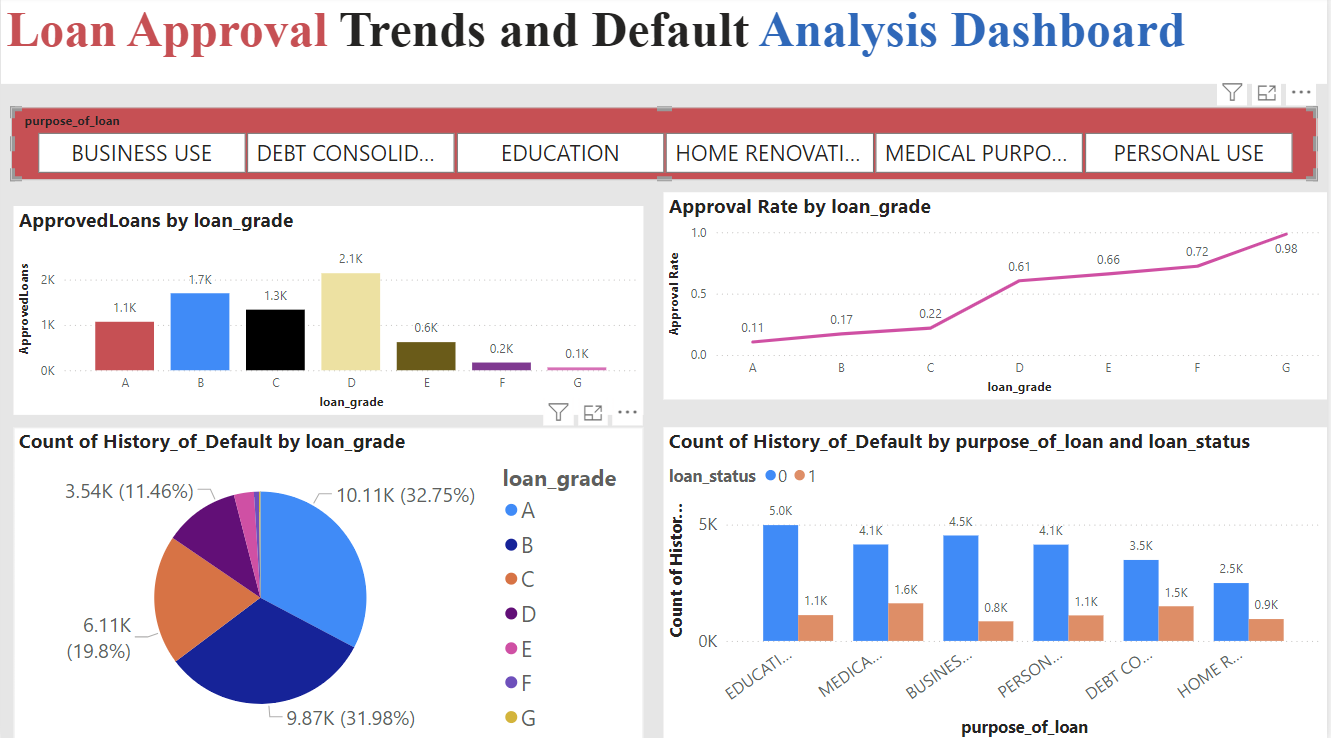 Loan Approval Trends and Default Analysis Dashboard
purpose_of_loan
BUSINESS USE
DEBT CONSOLID...
EDUCATION
HOME RENOVATI...
MEDICAL PURPO...
PERSONAL USE
ApprovedLoans by loan_grade
ApprovedLoans
2K
1K
0K
1.1K
1.7K
1.3K
2.1K
0.6K
0.2K
0.1K
A
B
C
D
E
F
G
loan_grade
Approval Rate by loan_grade
Approval Rate
1.0
0.5
0.0
0.11
0.17
0.22
0.61
0.66
0.72
0.98
A
B
C
D
E
F
G
loan_grade
Count of History_of_Default by loan_grade
3.54K (11.46%)
10.11K (32.75%)
6.11K
(19.8%)
9.87K (31.98%)
loan_grade
A
B
C
D
E
F
G
Count of History_of_Default by purpose_of_loan and loan_status
loan_status 0 1
Count of Histor...
5K
0K
5.0K
1.1K
4.1K
1.6K
4.5K
0.8K
4.1K
1.1K
3.5K
1.5K
2.5K
0.9K
EDUCATI...
MEDICA...
BUSINES...
PERSON...
DEBT CO...
HOME R...
purpose_of_loan